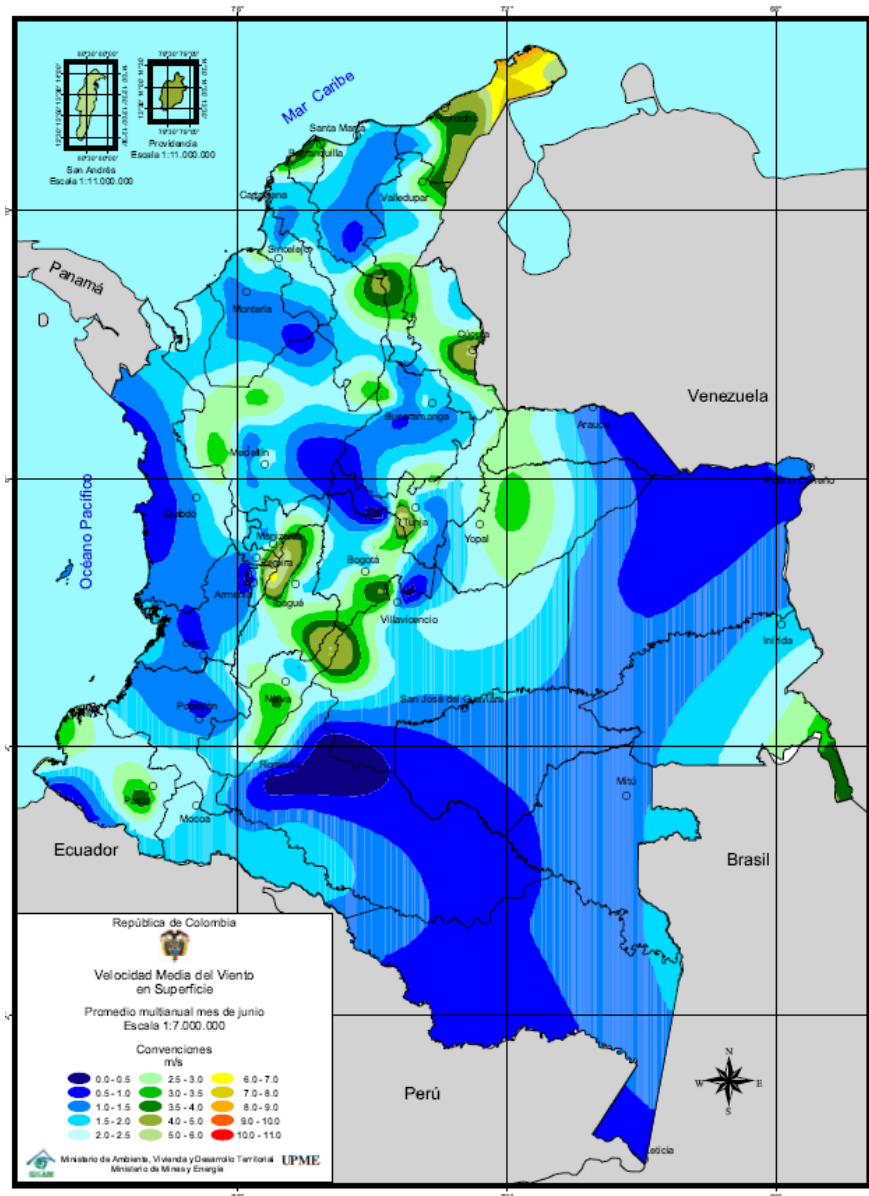 Mar Caribe
San Andrés
Escala 1:11.000.000
Providencia
Escala 1:11.000.000
Riohacha
Santa Marta
Barranquilla
Cartagena
Valledupar
Sincelejo
Panamá
Montería
Cúcuta
Venezuela
Bucaramanga
Arauca
Medellín
Puerto Carreño
Océano Pacífico
Quibdó
Tunja
Yopal
Manizales
Pereira
Bogotá
Armenia
Ibagué
Villavicencio
Inírida
Cali
Neiva
San José del Guaviare
Popayán
Florencia
Mitú
Pasto
Mocoa
Ecuador
Brasil
República de Colombia
Velocidad Media del Viento
en Superficie
Promedio multianual mes de junio
Escala 1:7.000.000
Convenciones
m/s
0.0 - 0.5 2.5 - 3.0 6.0 - 7.0
0.5 - 1.0 3.0 - 3.5 7.0 - 8.0
1.0 - 1.5 3.5 - 4.0 8.0 - 9.0
1.5 - 2.0 4.0 - 5.0 9.0 - 10.0
2.0 - 2.5 5.0 - 6.0 10.0 - 11.0
Perú
N
W E
S
Leticia
IDEAM
Ministerio de Ambiente, Vivienda y Desarrollo Territorial
Ministerio de Minas y Energía
UPME